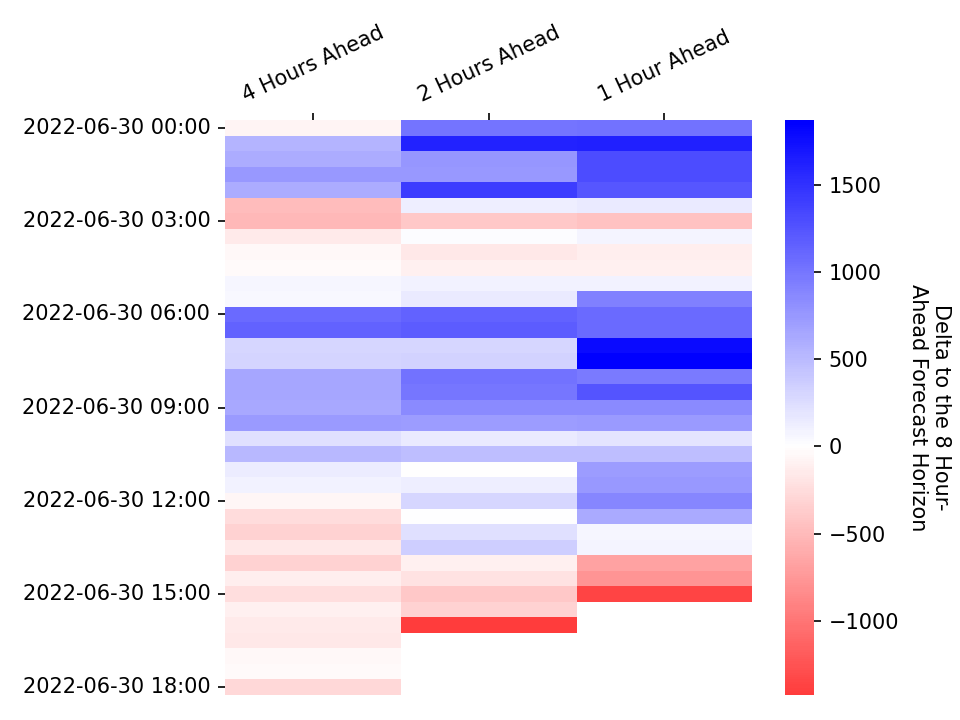 4 Hours Ahead
2 Hours Ahead
1 Hour Ahead
2022-06-30 00:00
2022-06-30 03:00
2022-06-30 06:00
2022-06-30 09:00
2022-06-30 12:00
2022-06-30 15:00
2022-06-30 18:00
1500
1000
500
0
−500
−1000
Delta to the 8 Hour-
Ahead Forecast Horizon